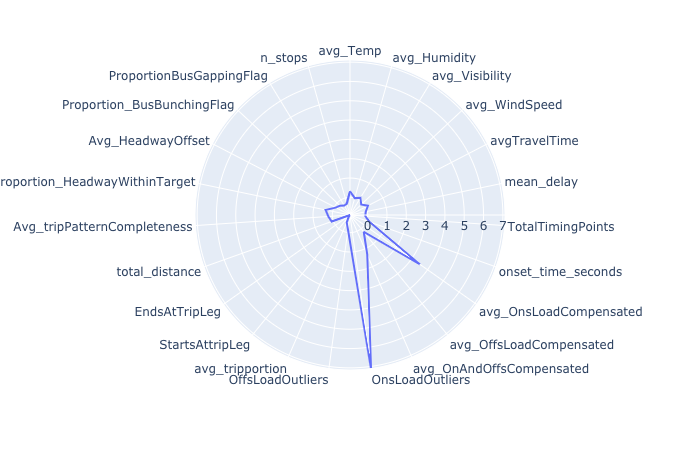 avg_Temp
avg_Humidity
avg_Visibility
avg_WindSpeed
avgTravelTime
mean_delay
TotalTimingPoints
onset_time_seconds
avg_OnsLoadCompensated
avg_OffsLoadCompensated
avg_OnAndOffsCompensated
OnsLoadOutliers
OffsLoadOutliers
avg_tripportion
StartsAttripLeg
EndsAtTripLeg
total_distance
Avg_tripPatternCompleteness
roportion_HeadwayWithinTarget
Avg_HeadwayOffset
Proportion_BusBunchingFlag
ProportionBusGappingFlag
n_stops
0 1 2 3 4 5 6 7